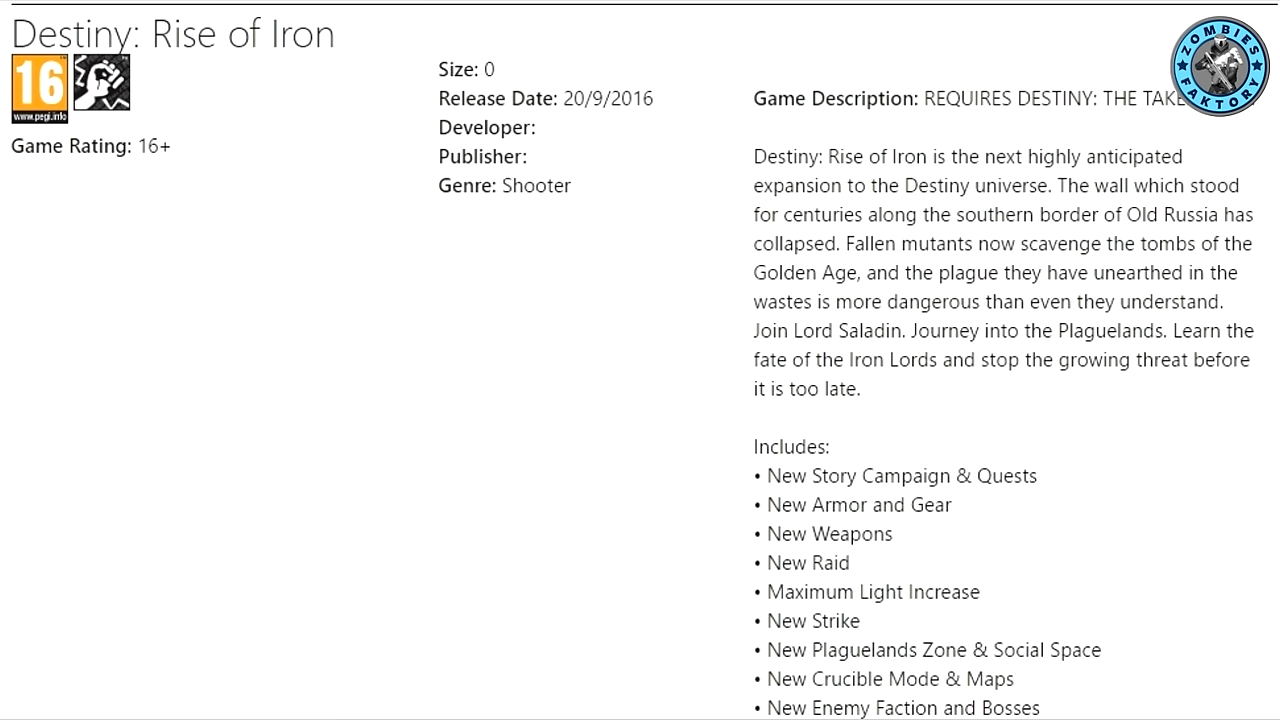 Destiny: Rise of Iron
16
www.pegi.info
Game Rating: 16+
Size: 0
Release Date: 20/9/2016
Developer:
Publisher:
Genre: Shooter
ZOMBIES
FAKTORY
Game Description: REQUIRES DESTINY: THE TAKE
Destiny: Rise of Iron is the next highly anticipated
expansion to the Destiny universe. The wall which stood
for centuries along the southern border of Old Russia has
collapsed. Fallen mutants now scavenge the tombs of the
Golden Age, and the plague they have unearthed in the
wastes is more dangerous than even they understand.
Join Lord Saladin. Journey into the Plaguelands. Learn the
fate of the Iron Lords and stop the growing threat before
it is too late.
Includes:
• New Story Campaign & Quests
• New Armor and Gear
• New Weapons
• New Raid
• Maximum Light Increase
• New Strike
• New Plaguelands Zone & Social Space
• New Crucible Mode & Maps
• New Enemy Faction and Bosses